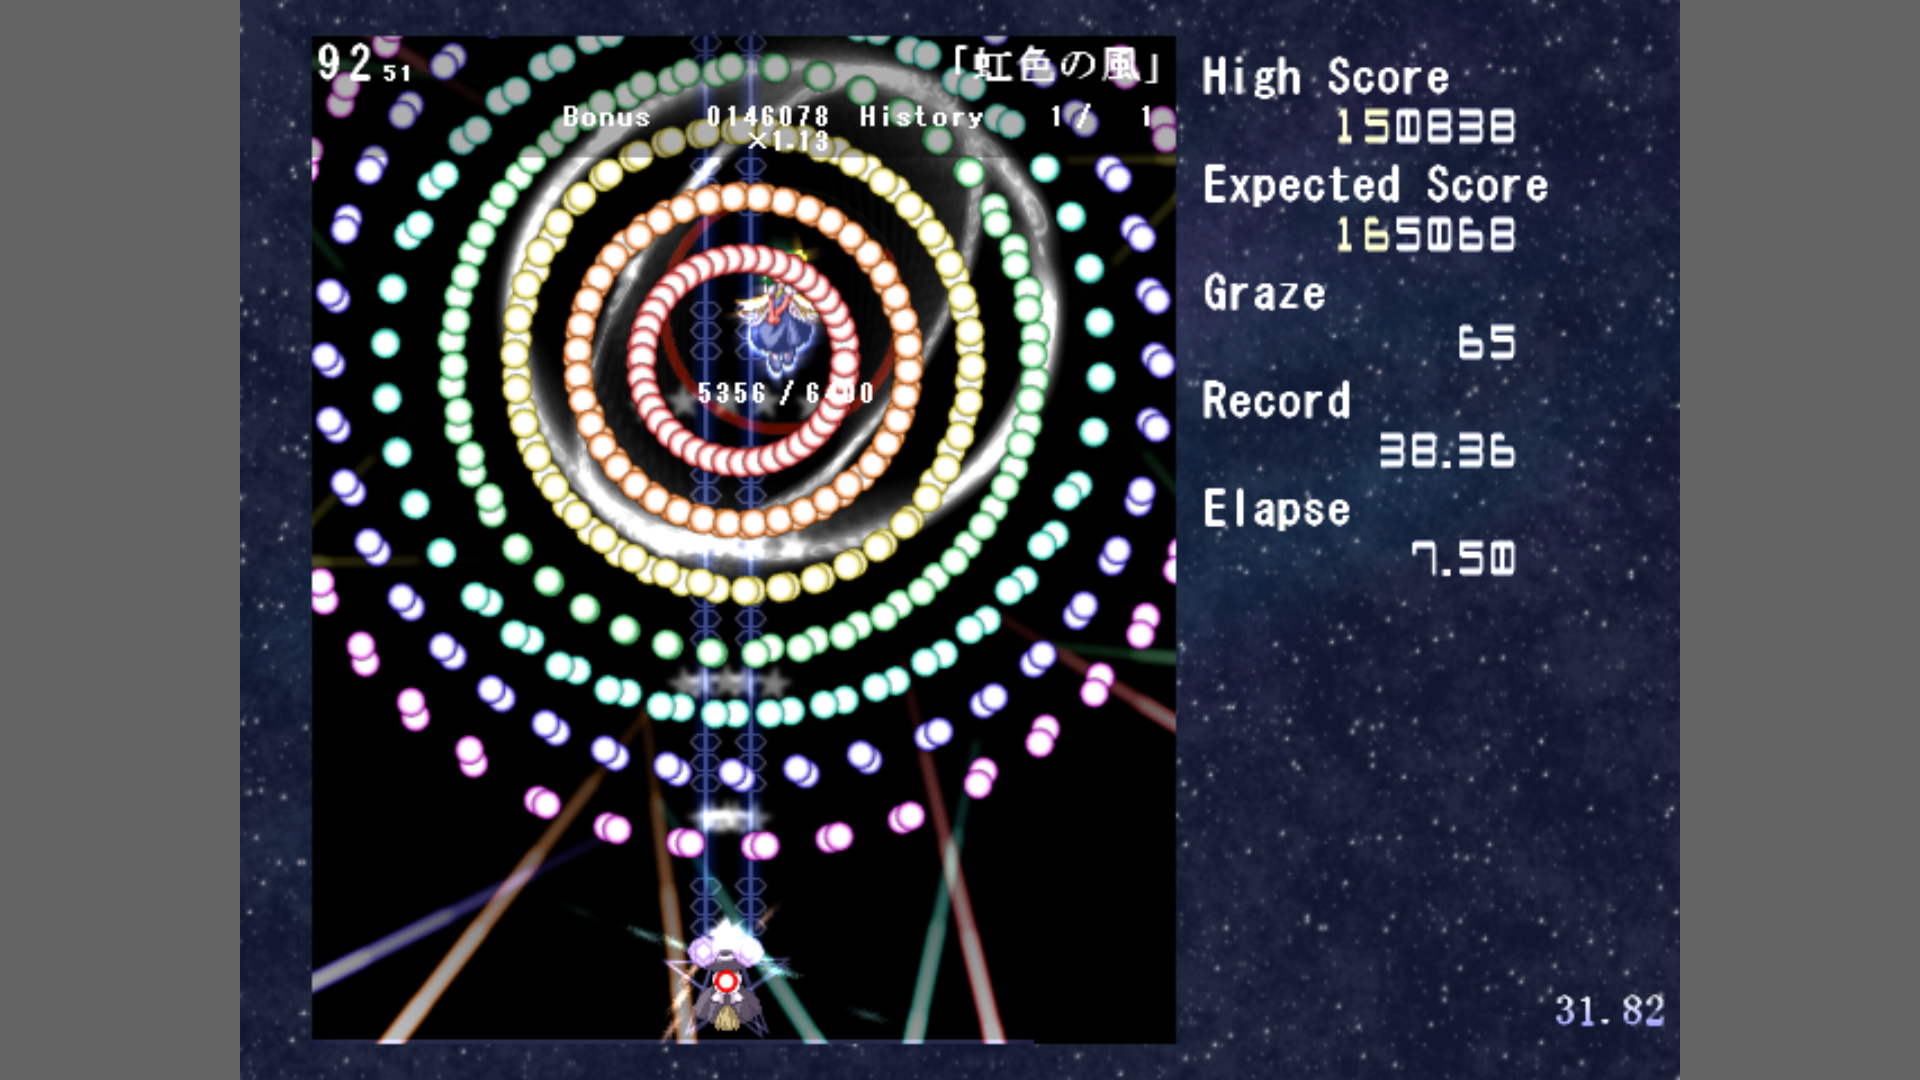 92 51 「虹色の風」
Bonus 0146078 History 1 / 1
×1.13
5356 / 6400
High Score
150838
Expected Score
165068
Graze
65
Record
38.36
Elapse
7.50
31.82